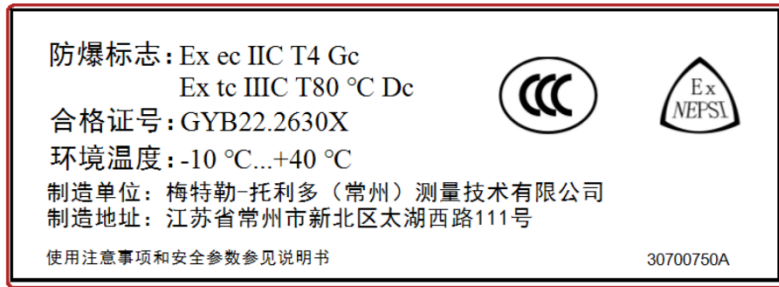 防爆标志:Ex ec IIC T4 Gc
Ex tc IIIC T80 ℃ Dc
合格证号:GYB22.2630X
环境温度:-10 ℃...+40 ℃
制造单位：梅特勒-托利多（常州）测量技术有限公司
制造地址：江苏省常州市新北区太湖西路111号
使用注意事项和安全参数参见说明书
30700750A
CCC
Ex
NEPSI